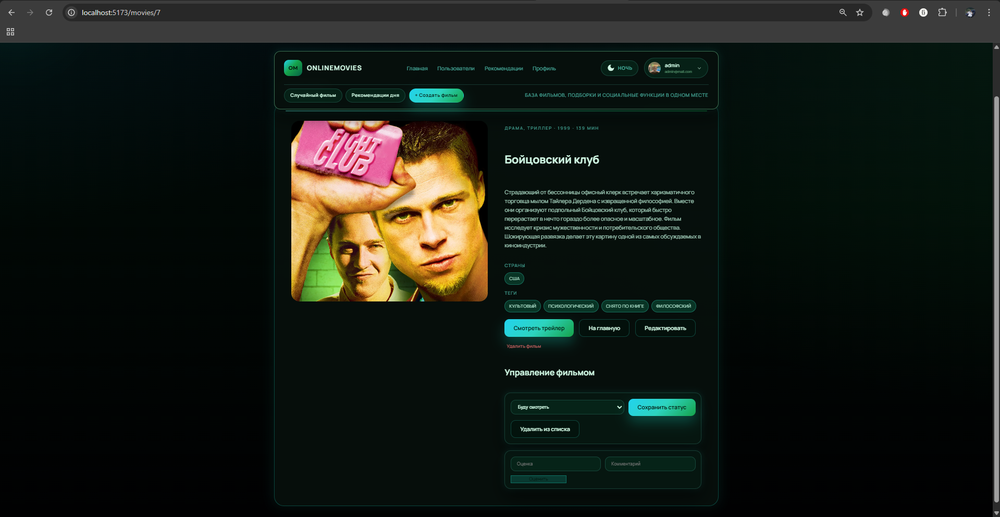 localhost:5173/movies/7
OM ONLINEMOVIES
Главная Пользователи Рекомендации Профиль
НОЧЬ
admin
admin@mail.com
Случайный фильм Рекомендации дня + Создать фильм
БАЗА ФИЛЬМОВ, ПОДБОРКИ И СОЦИАЛЬНЫЕ ФУНКЦИИ В ОДНОМ МЕСТЕ
FIGHT
CLUB
ДРАМА, ТРИЛЛЕР · 1999 · 139 МИН
Бойцовский клуб
Страдающий от бессонницы офисный клерк встречает харизматичного
торговца мылом Тайлера Дердена с извращенной философией. Вместе
они организуют подпольный Бойцовский клуб, который быстро
перерастает в нечто гораздо более опасное и масштабное. Фильм
исследует кризис мужественности и потребительского общества.
Шокирующая развязка делает эту картину одной из самых обсуждаемых в
киноиндустрии.
СТРАНЫ
США
ТЕГИ
КУЛЬТОВЫЙ ПСИХОЛОГИЧЕСКИЙ СНЯТО ПО КНИГЕ ФИЛОСОФСКИЙ
Смотреть трейлер На главную Редактировать
Удалить фильм
Управление фильмом
Буду смотреть Сохранить статус
Удалить из списка
Оценка Комментарий
Оценить